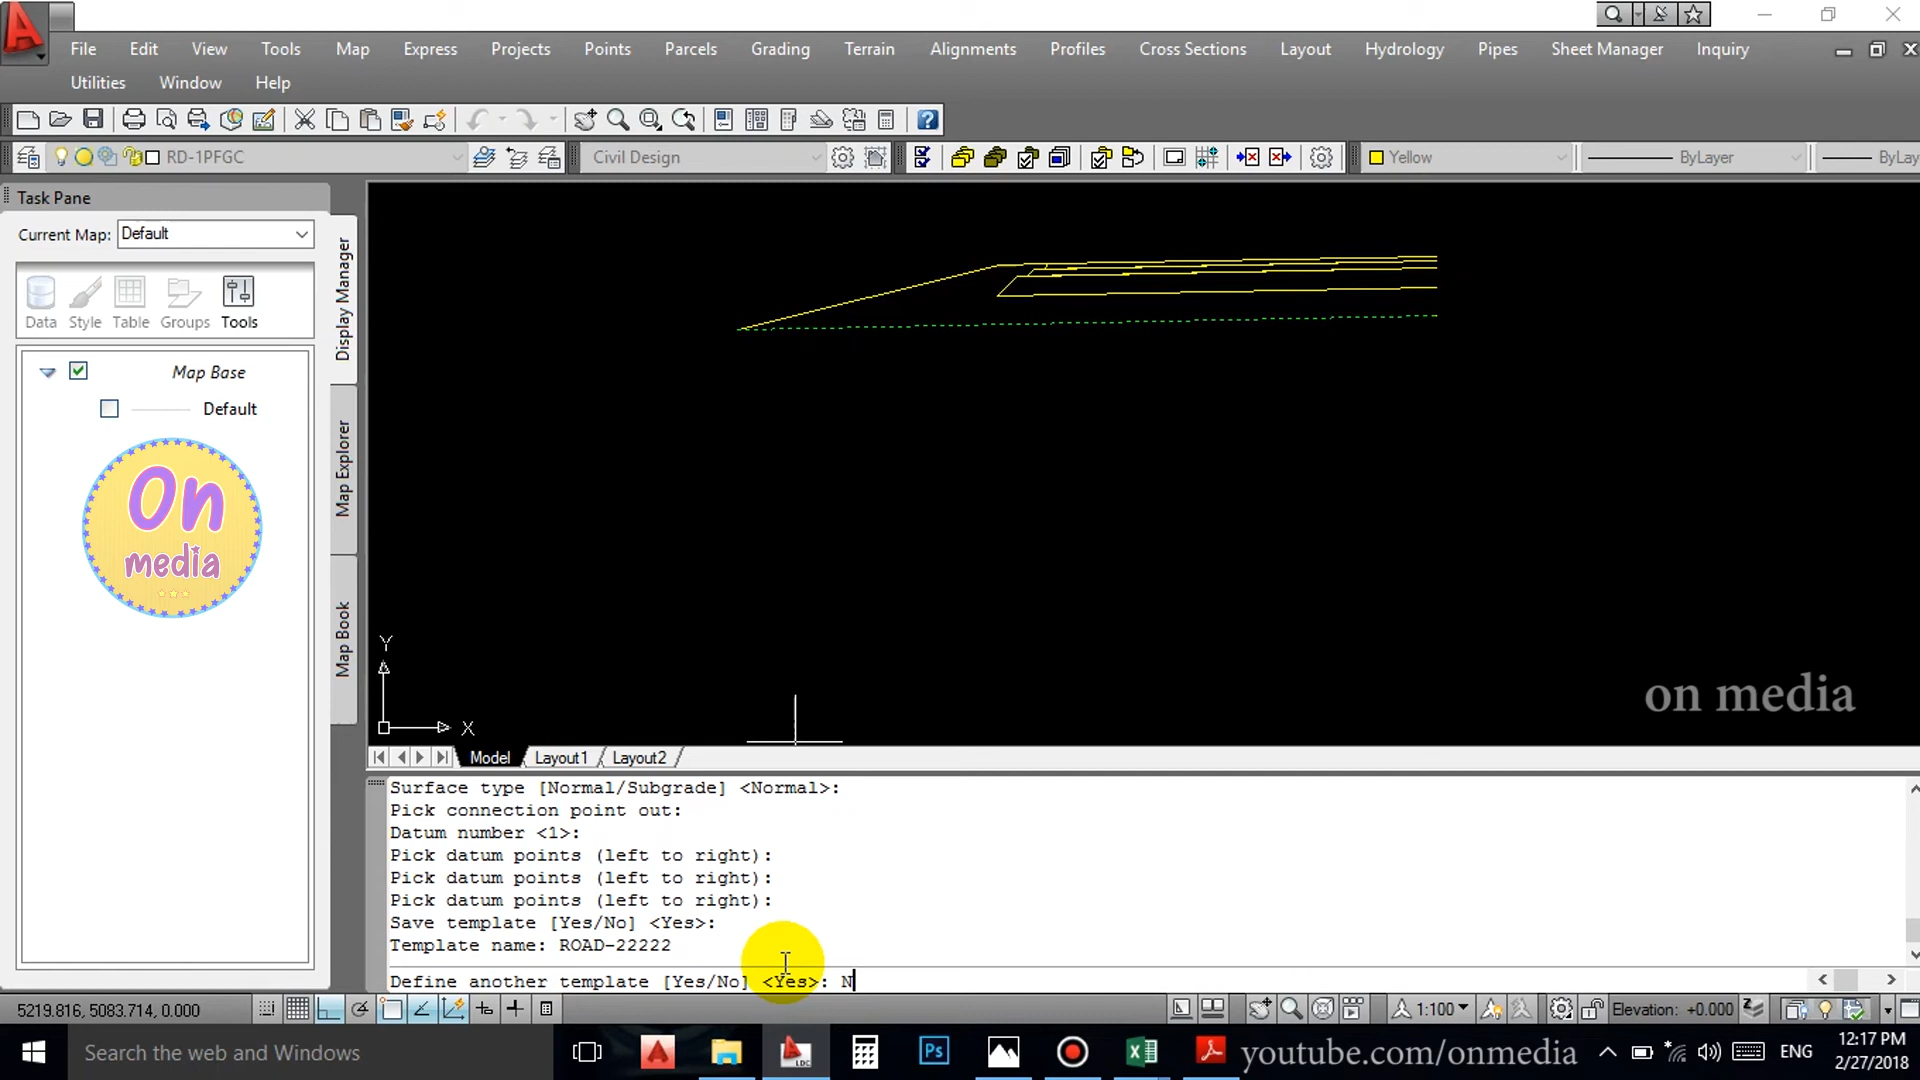 File Edit View Tools Map Express Projects Points Parcels Grading Terrain Alignments Profiles Cross Sections Layout Hydrology Pipes Sheet Manager Inquiry
Utilities Window Help
RD-1PFGC Civil Design Yellow ByLayer ByLay
Task Pane
Current Map: Default
Data Style Table Groups Tools
Display Manager
Map Explorer
Map Book
Map Base
Default
On
media
Y
X
on media
Model Layout1 Layout2
Surface type [Normal/Subgrade] <Normal>:
Pick connection point out:
Datum number <1>:
Pick datum points (left to right):
Pick datum points (left to right):
Pick datum points (left to right):
Save template [Yes/No] <Yes>:
Template name: ROAD-22222
Define another template [Yes/No] <Yes>: N
5219.816, 5083.714, 0.000 1:100 Elevation: +0.000
Search the web and Windows
A
LDC
Ps
youtube.com/onmedia
ENG
12:17 PM
2/27/2018